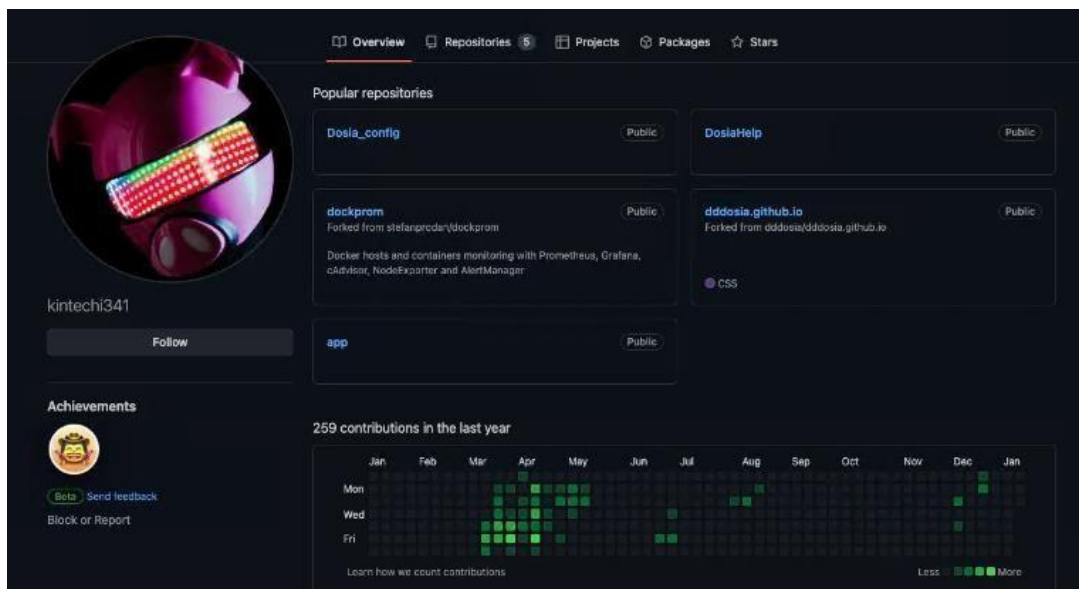 Overview Repositories 5 Projects Packages Stars
Popular repositories
Dosia_config Public
DosiaHelp Public
dockprom Public
Forked from stefanprodan/dockprom
Docker hosts and containers monitoring with Prometheus, Grafana,
cAdvisor, NodeExporter and AlertManager
dddosia.github.io Public
Forked from dddosia/dddosia.github.io
CSS
app Public
kintechi341
Follow
Achievements
Beta Send feedback
Block or Report
259 contributions in the last year
Jan Feb Mar Apr May Jun Jul Aug Sep Oct Nov Dec Jan
Mon
Wed
Fri
Learn how we count contributions
Less More